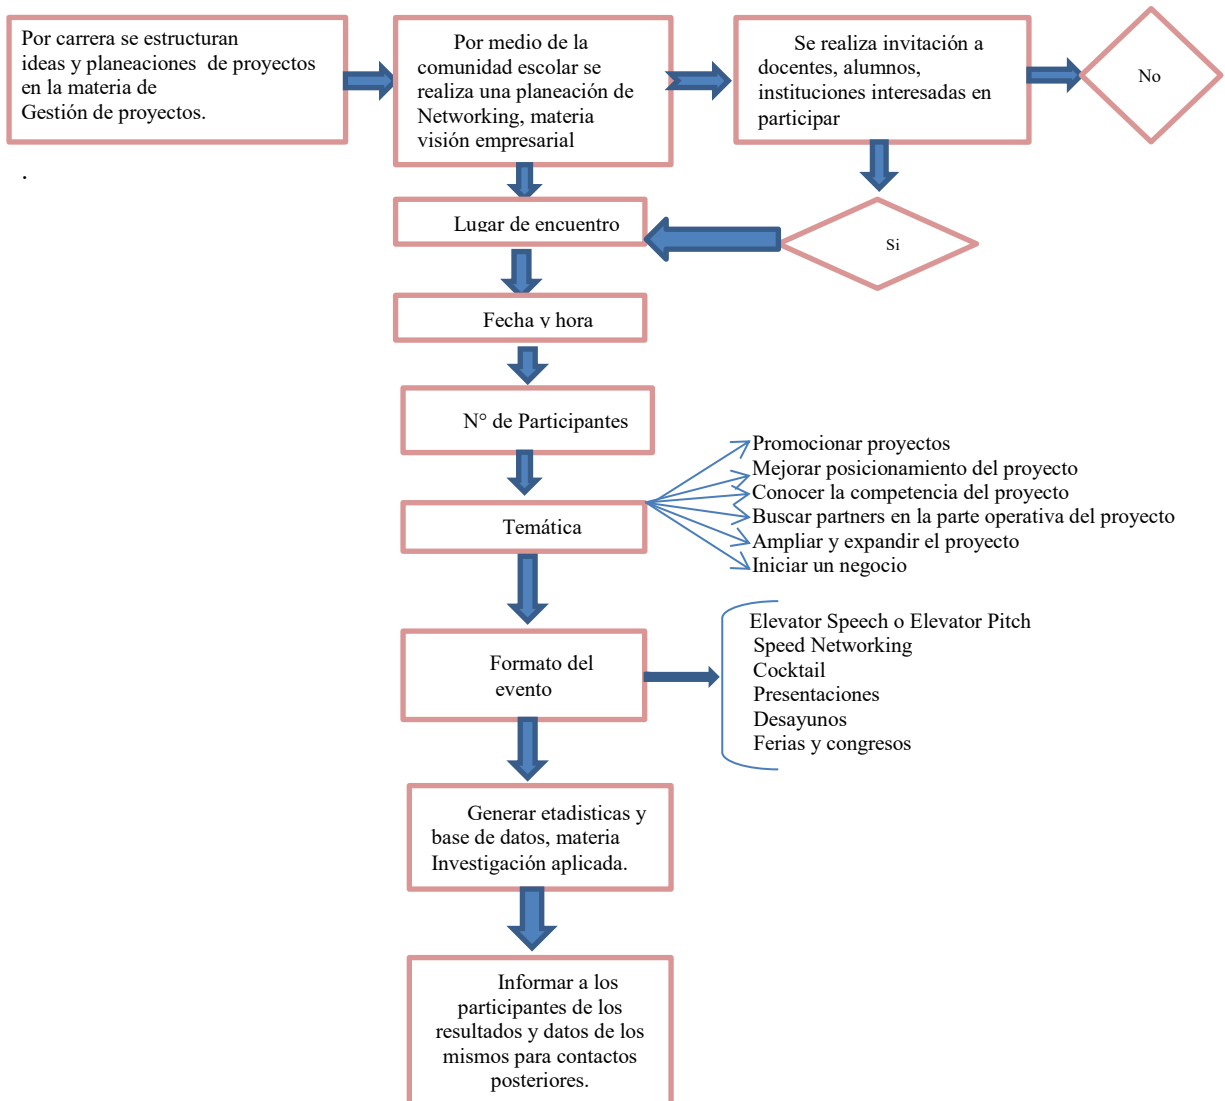 Por carrera se estructuran
ideas y planeaciones de proyectos
en la materia de
Gestión de proyectos.
.
Por medio de la
comunidad escolar se
realiza una planeación de
Networking, materia
visión empresarial
Se realiza invitación a
docentes, alumnos,
instituciones interesadas en
participar
No
Si
Lugar de encuentro
Fecha y hora
N° de Participantes
Temática
Promocionar proyectos
Mejorar posicionamiento del proyecto
Conocer la competencia del proyecto
Buscar partners en la parte operativa del proyecto
Ampliar y expandir el proyecto
Iniciar un negocio
Formato del
evento
Elevator Speech o Elevator Pitch
Speed Networking
Cocktail
Presentaciones
Desayunos
Ferias y congresos
Generar etadisticas y
base de datos, materia
Investigación aplicada.
Informar a los
participantes de los
resultados y datos de los
mismos para contactos
posteriores.